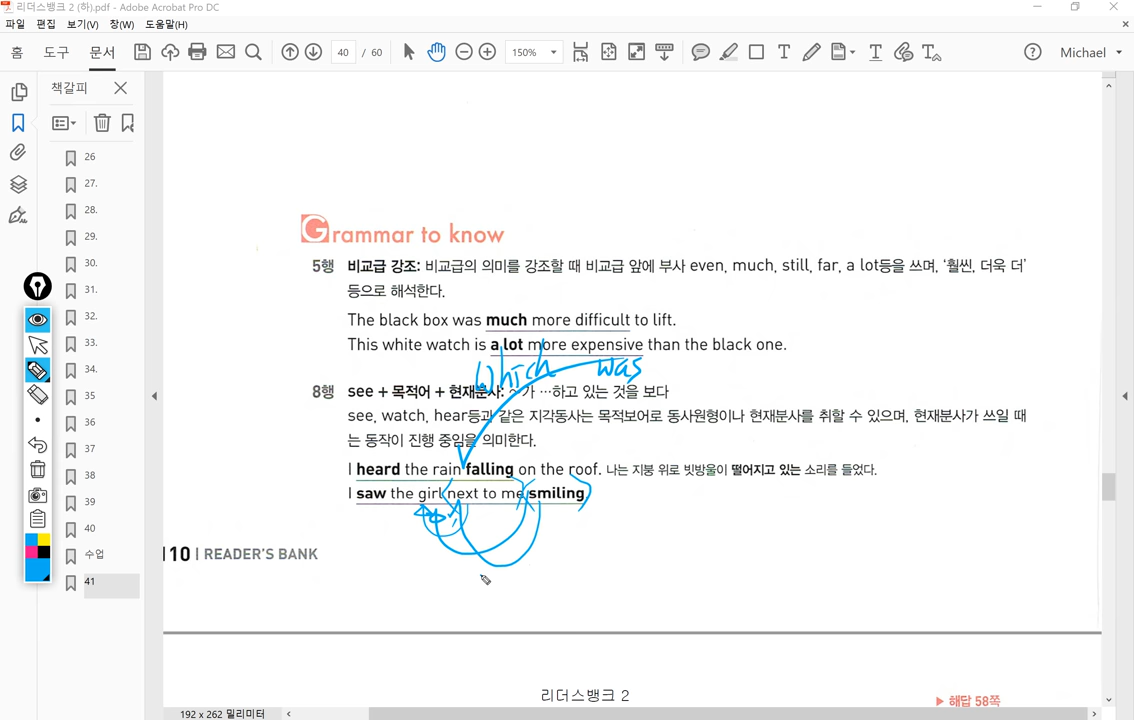 리더스뱅크 2 (하).pdf - Adobe Acrobat Pro DC
파일 편집 보기(V) 창(W) 도움말(H)
홈 도구 문서 40 / 60 150% Michael
책갈피
26
27.
28.
29.
30.
31.
32.
33.
34.
35
36
37
38
39
40
수업
41
Grammar to know
5행 비교급 강조: 비교급의 의미를 강조할 때 비교급 앞에 부사 even, much, still, far, a lot등을 쓰며, '훨씬, 더욱 더'
등으로 해석한다.
The black box was much more difficult to lift.
This white watch is a lot more expensive than the black one.
which was
8행 see + 목적어 + 현재분사: ~가 …하고 있는 것을 보다
see, watch, hear등과 같은 지각동사는 목적보어로 동사원형이나 현재분사를 취할 수 있으며, 현재분사가 쓰일 때
는 동작이 진행 중임을 의미한다.
I heard the rain falling on the roof. 나는 지붕 위로 빗방울이 떨어지고 있는 소리를 들었다.
I saw the girl next to me smiling
110 | READER'S BANK
리더스뱅크 2
▶ 해답 58쪽
192 x 262 밀리미터